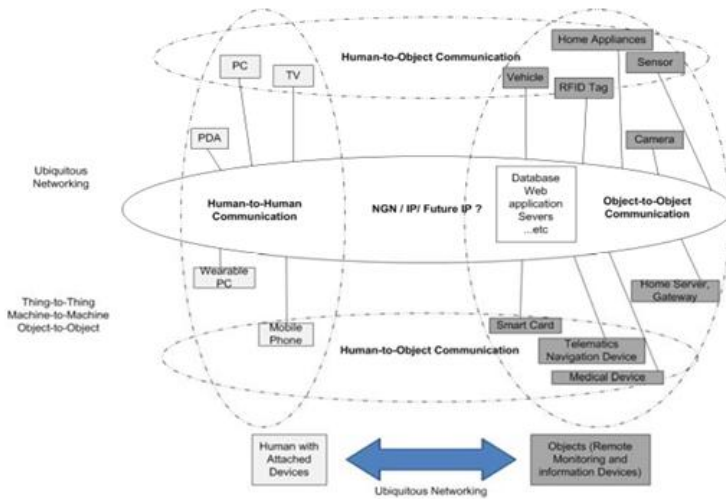 Human-to-Object Communication
Home Appliances
Sensor
PC
TV
Vehicle
RFID Tag
PDA
Camera
Ubiquitous
Networking
Human-to-Human
Communication
NGN / IP/ Future IP ?
Database
Web
application
Severs
...etc
Object-to-Object
Communication
Wearable
PC
Home Server,
Gateway
Thing-to-Thing
Machine-to-Machine
Object-to-Object
Mobile
Phone
Smart Card
Human-to-Object Communication
Telematics
Navigation Device
Medical Device
Human with
Attached
Devices
Objects (Remote
Monitoring and
information Devices)
Ubiquitous Networking